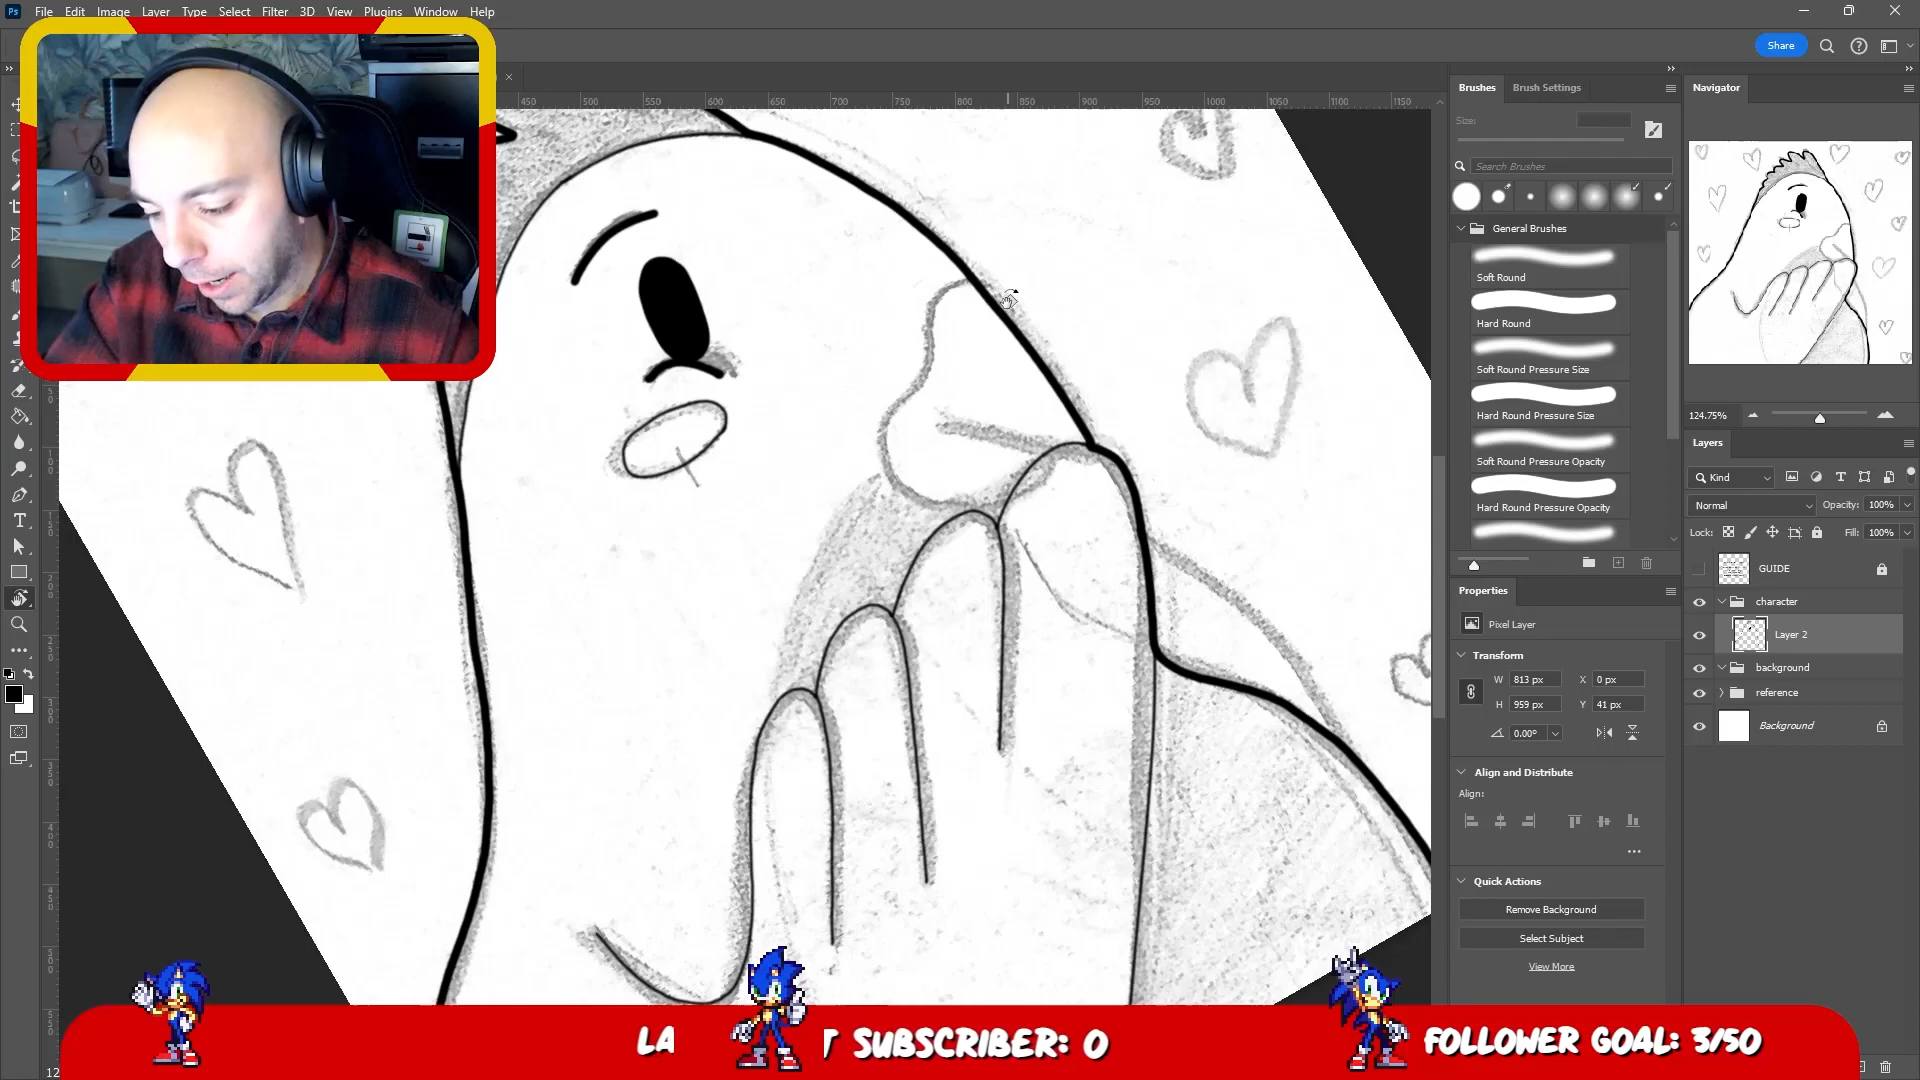 Ps File Edit Image Layer Type Select Filter 3D View Plugins Window Help
Share
450 500 550 600 650 700 750 800 850 900 950 1000 1050 1100 1150
Brushes Brush Settings
Size:
Search Brushes
General Brushes
Soft Round
Hard Round
Soft Round Pressure Size
Hard Round Pressure Size
Soft Round Pressure Opacity
Hard Round Pressure Opacity
Navigator
124.75%
Layers
Kind
Normal Opacity: 100%
Lock: Fill: 100%
GUIDE
character
Layer 2
background
reference
Background
Properties
Pixel Layer
Transform
W 813 px X 0 px
H 959 px Y 41 px
0.00°
Align and Distribute
Align:
Quick Actions
Remove Background
Select Subject
View More
12
LA T SUBSCRIBER: 0
FOLLOWER GOAL: 3/50